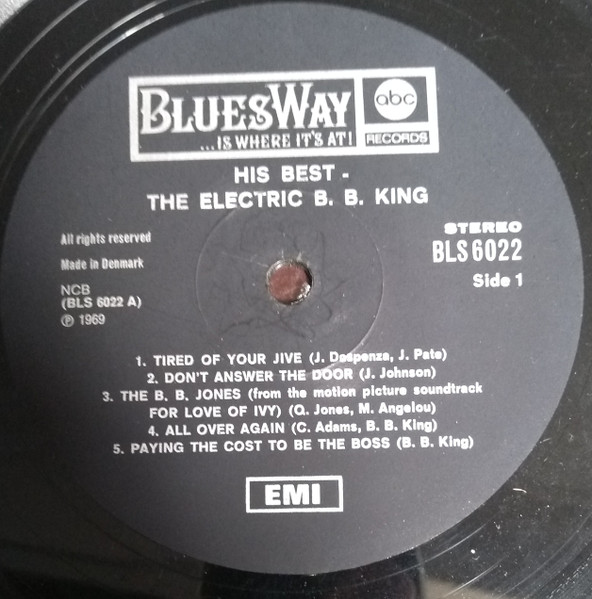 BLUESWAY
...IS WHERE IT'S AT!
abc
RECORDS
HIS BEST -
THE ELECTRIC B. B. KING
All rights reserved
Made in Denmark
NCB
(BLS 6022 A)
℗ 1969
STEREO
BLS 6022
Side 1
1. TIRED OF YOUR JIVE (J. Despenza, J. Pate)
2. DON'T ANSWER THE DOOR (J. Johnson)
3. THE B. B. JONES (from the motion picture soundtrack
FOR LOVE OF IVY) (Q. Jones, M. Angelou)
4. ALL OVER AGAIN (C. Adams, B. B. King)
5. PAYING THE COST TO BE THE BOSS (B. B. King)
EMI